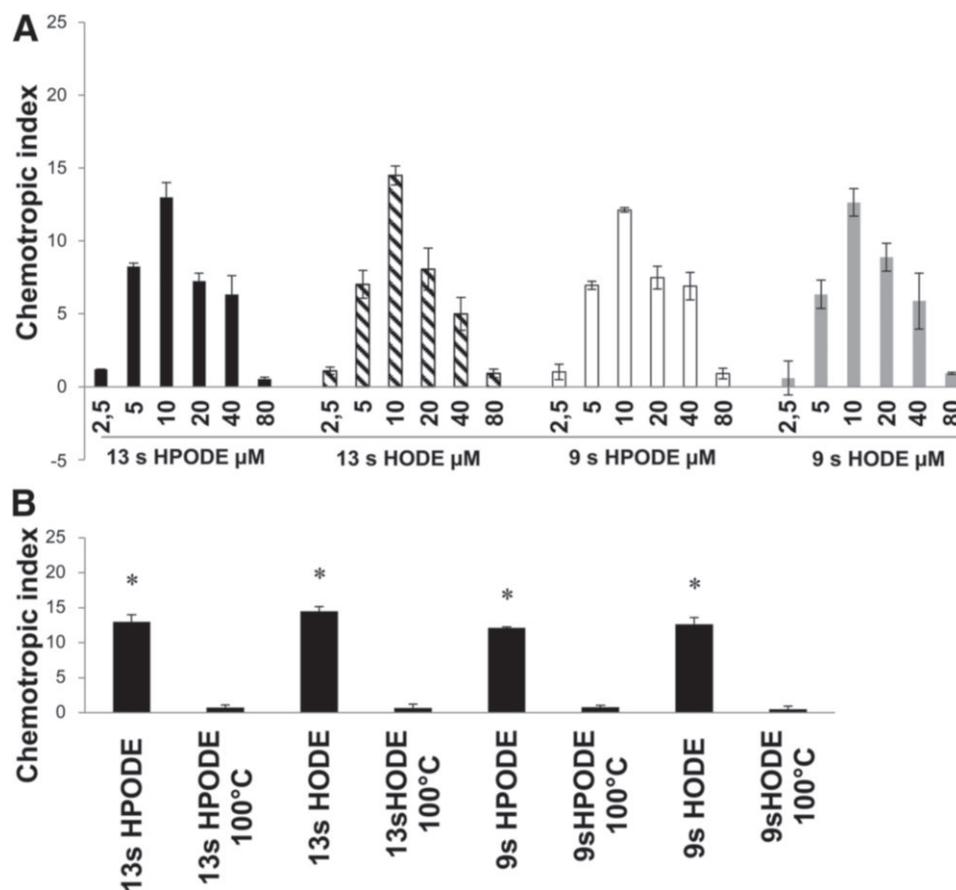 A
Chemotropic index
25
20
15
10
5
0
-5
2,5 5 10 20 40 80 2,5 5 10 20 40 80 2,5 5 10 20 40 80 2,5 5 10 20 40 80
13 s HPODE µM 13 s HODE µM 9 s HPODE µM 9 s HODE µM
B
Chemotropic index
25
20
15
10
5
0
* * * *
13s HPODE
13s HPODE
100°C
13s HODE
13sHODE
100°C
9s HPODE
9sHPODE
100°C
9s HODE
9sHODE
100°C